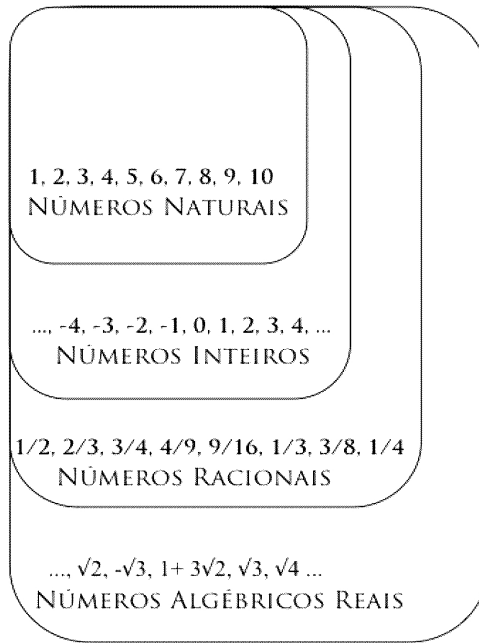 1, 2, 3, 4, 5, 6, 7, 8, 9, 10
NÚMEROS NATURAIS
..., -4, -3, -2, -1, 0, 1, 2, 3, 4, ...
NÚMEROS INTEIROS
1/2, 2/3, 3/4, 4/9, 9/16, 1/3, 3/8, 1/4
NÚMEROS RACIONAIS
..., √2, -√3, 1+ 3√2, √3, √4 ...
NÚMEROS ALGÉBRICOS REAIS